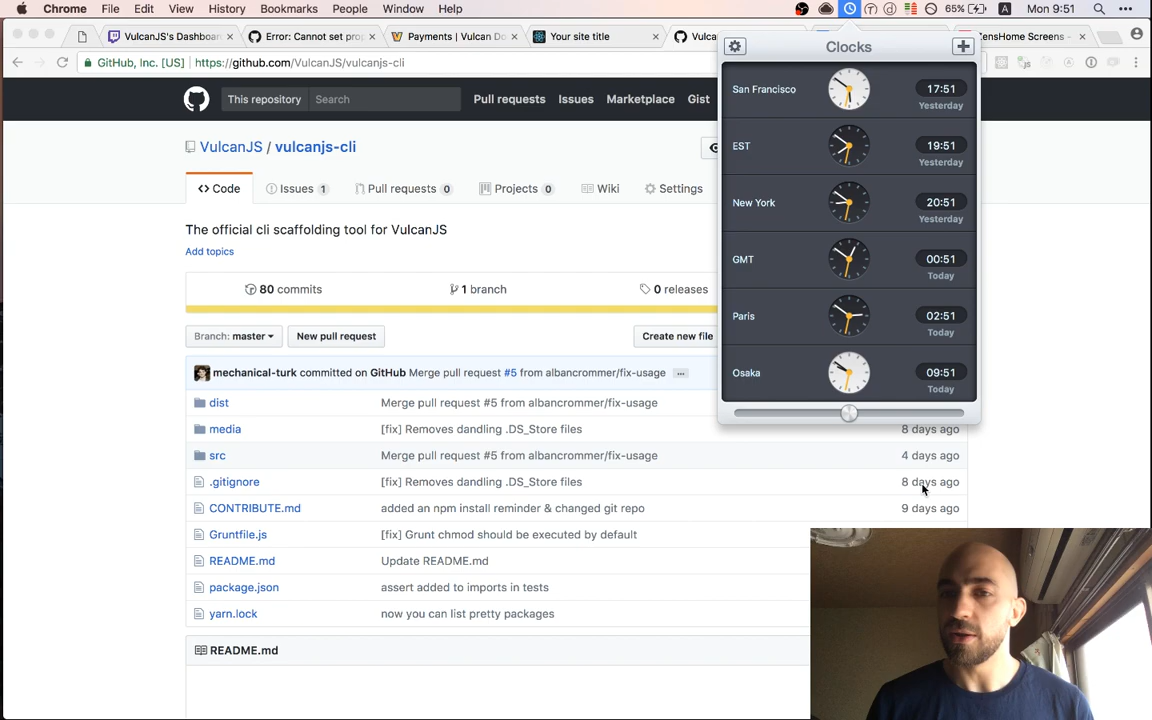 Chrome File Edit View History Bookmarks People Window Help 65% A Mon 9:51
VulcanJS's Dashboa Error: Cannot set pro Payments | Vulcan Do Your site title Vulca ensHome Screens -
GitHub, Inc. [US] https://github.com/VulcanJS/vulcanjs-cli
This repository Search Pull requests Issues Marketplace Gist
VulcanJS / vulcanjs-cli
Code Issues 1 Pull requests 0 Projects 0 Wiki Settings
The official cli scaffolding tool for VulcanJS
Add topics
80 commits 1 branch 0 releases
Branch: master New pull request Create new file
mechanical-turk committed on GitHub Merge pull request #5 from albancrommer/fix-usage ...
dist Merge pull request #5 from albancrommer/fix-usage
media [fix] Removes dandling .DS_Store files 8 days ago
src Merge pull request #5 from albancrommer/fix-usage 4 days ago
.gitignore [fix] Removes dandling .DS_Store files 8 days ago
CONTRIBUTE.md added an npm install reminder & changed git repo 9 days ago
Gruntfile.js [fix] Grunt chmod should be executed by default
README.md Update README.md
package.json assert added to imports in tests
yarn.lock now you can list pretty packages
README.md
Clocks
San Francisco 17:51
Yesterday
EST 19:51
Yesterday
New York 20:51
Yesterday
GMT 00:51
Today
Paris 02:51
Today
Osaka 09:51
Today